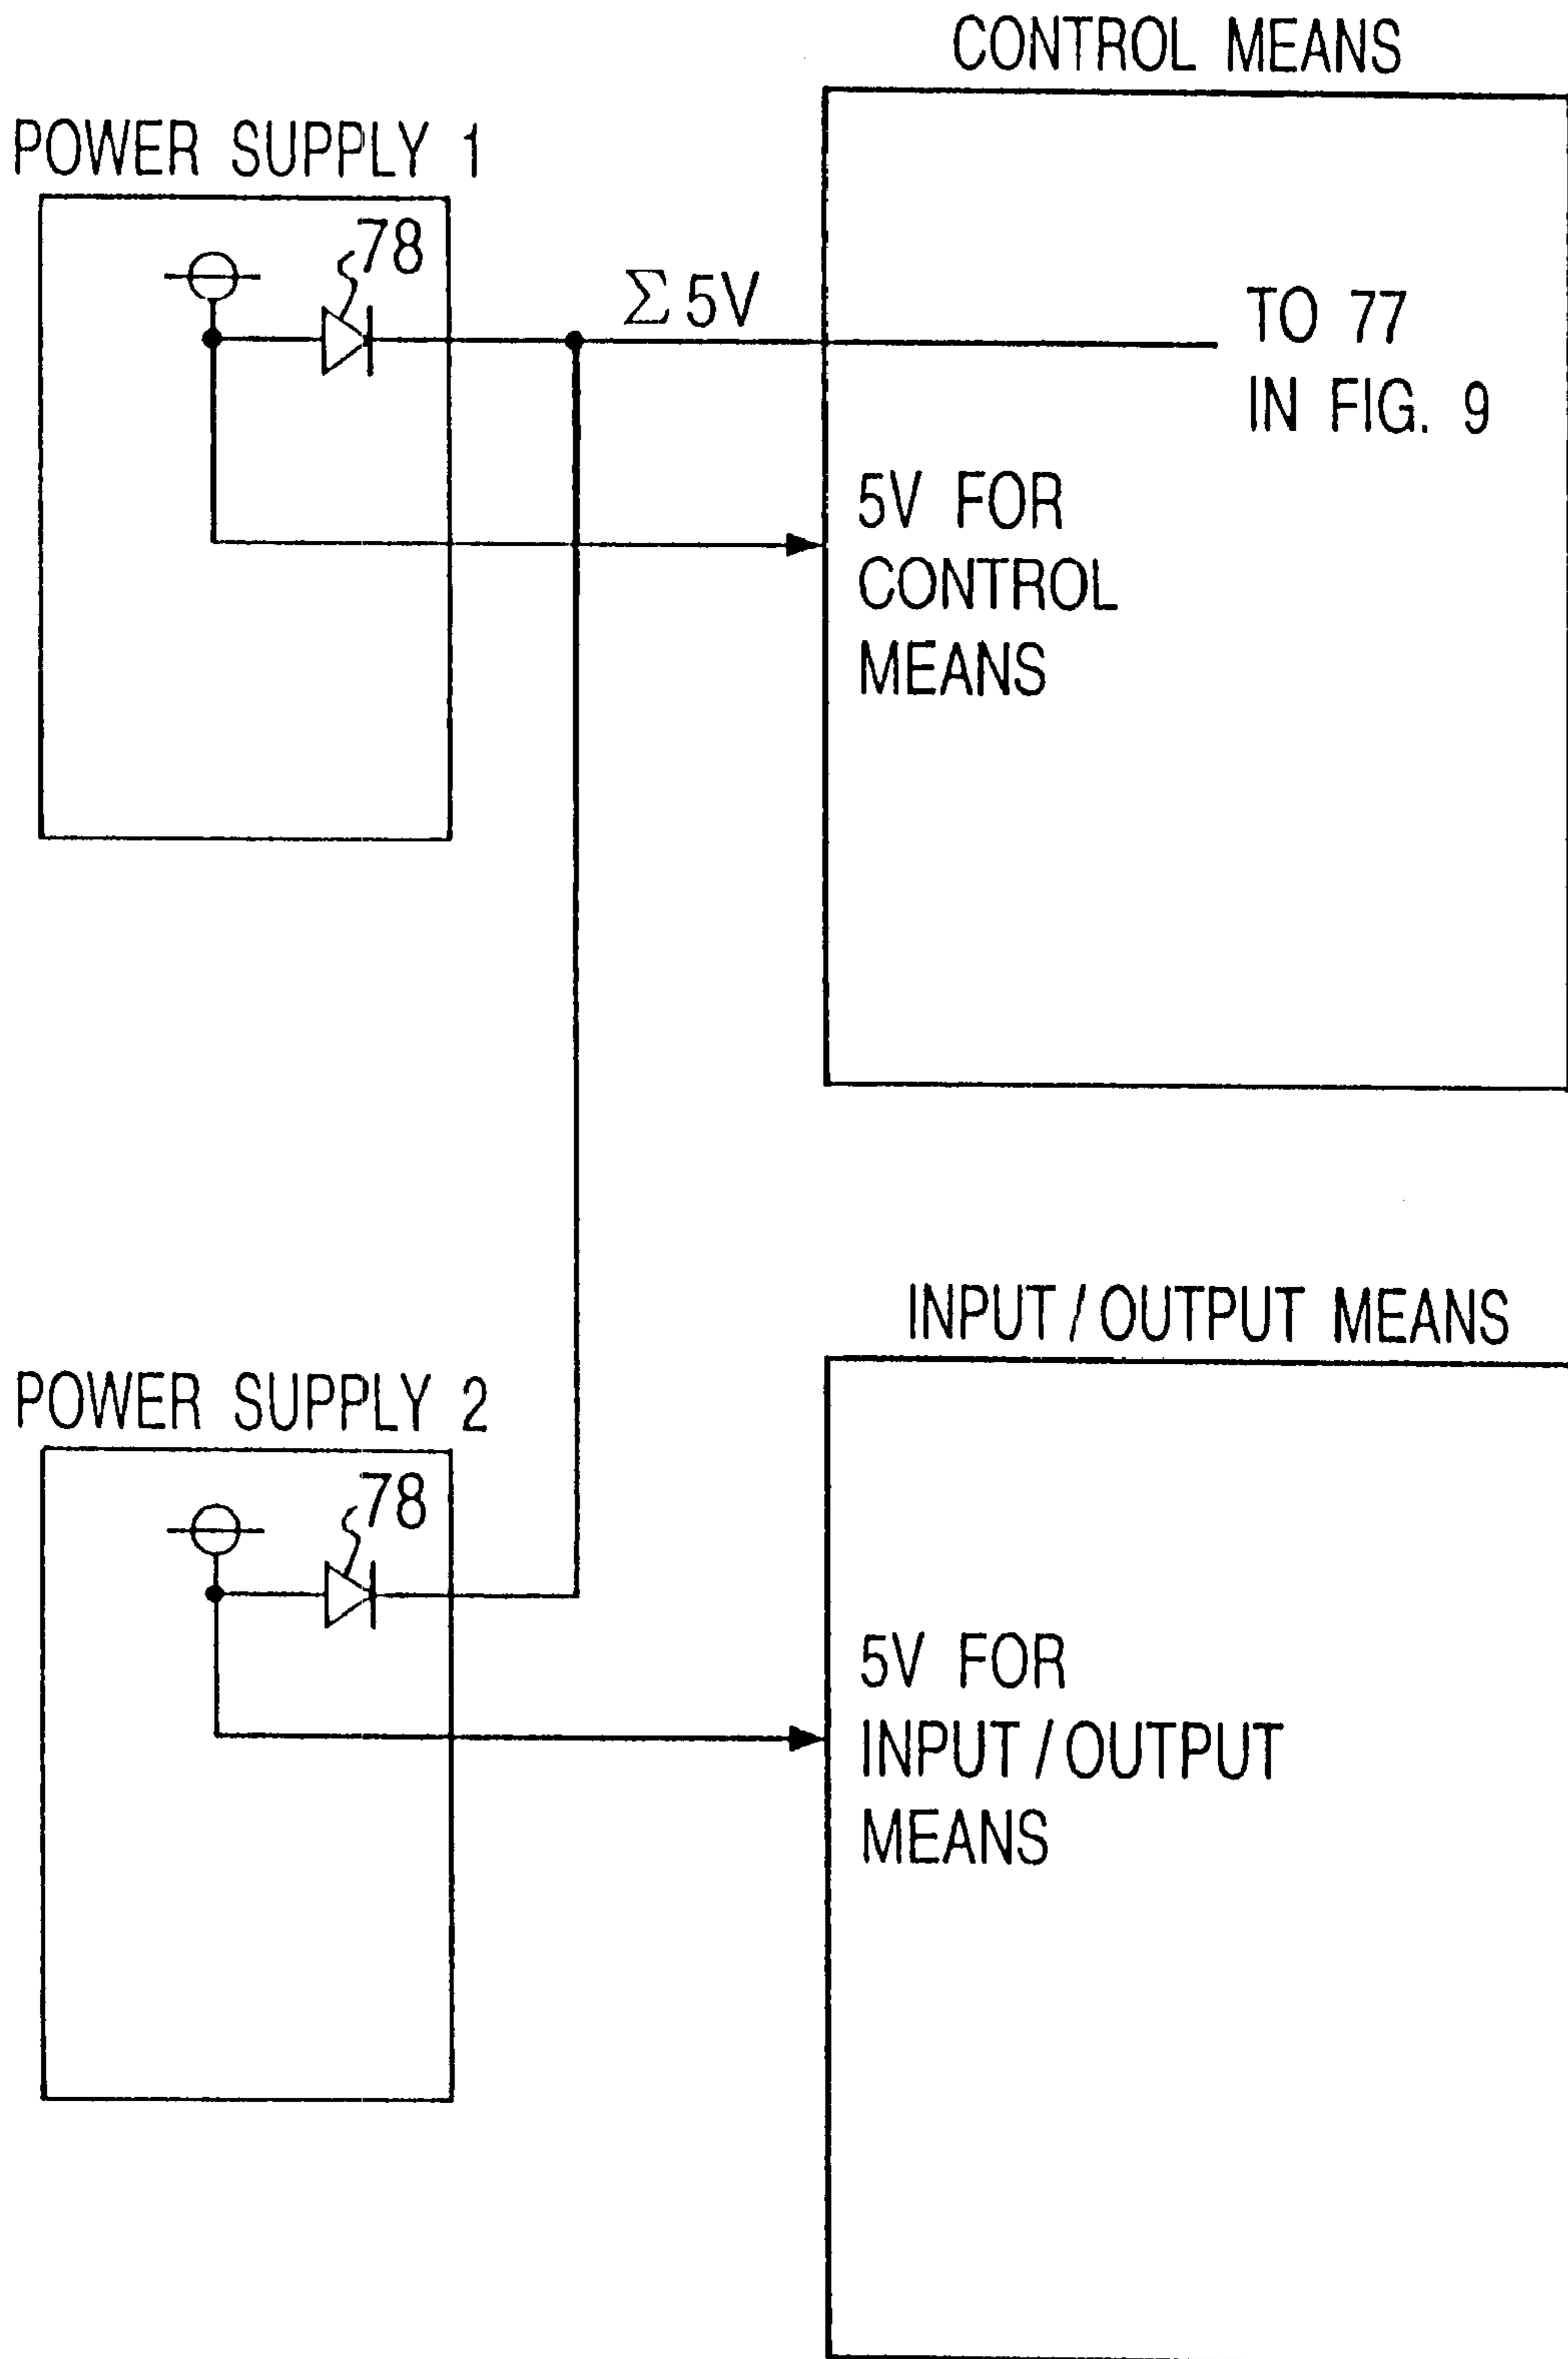 CONTROL MEANS
POWER SUPPLY 1
78
Σ5V
TO 77
IN FIG. 9
5V FOR
CONTROL
MEANS
INPUT/OUTPUT MEANS
POWER SUPPLY 2
78
5V FOR
INPUT/OUTPUT
MEANS